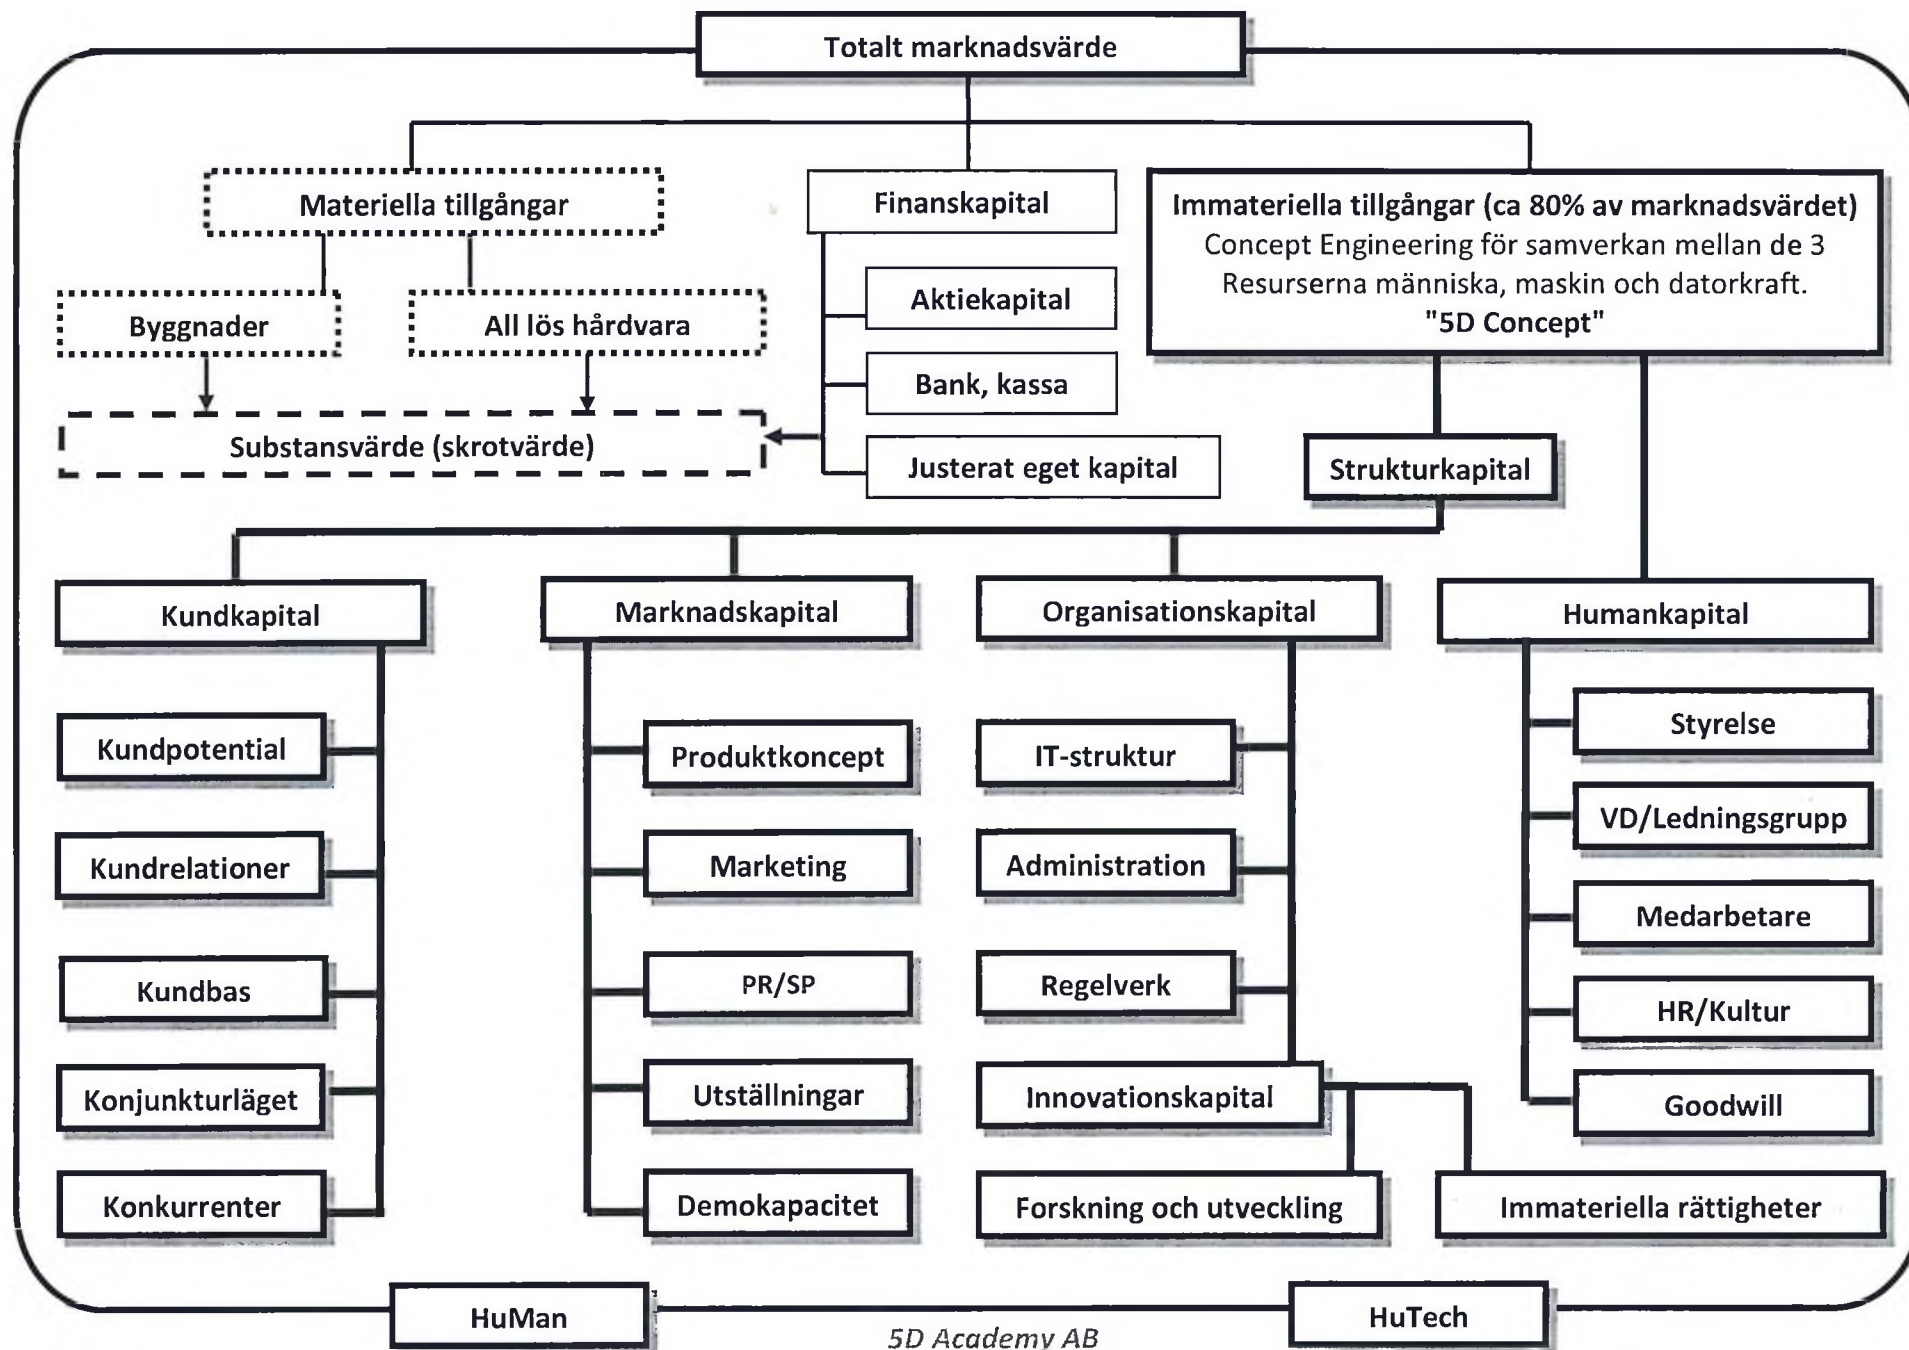 Totalt marknadsvärde
Materiella tillgångar
Finanskapital
Immateriella tillgångar (ca 80% av marknadsvärdet)
Concept Engineering för samverkan mellan de 3
Resurserna människa, maskin och datorkraft.
"5D Concept"
Byggnader
All lös hårdvara
Aktiekapital
Bank, kassa
Substansvärde (skrotvärde)
Justerat eget kapital
Strukturkapital
Kundkapital
Marknadskapital
Organisationskapital
Humankapital
Kundpotential
Kundrelationer
Kundbas
Konjunkturläget
Konkurrenter
Produktkoncept
Marketing
PR/SP
Utställningar
Demokapacitet
IT-struktur
Administration
Regelverk
Innovationskapital
Forskning och utveckling
Immateriella rättigheter
Styrelse
VD/Ledningsgrupp
Medarbetare
HR/Kultur
Goodwill
HuMan
5D Academy AB
HuTech